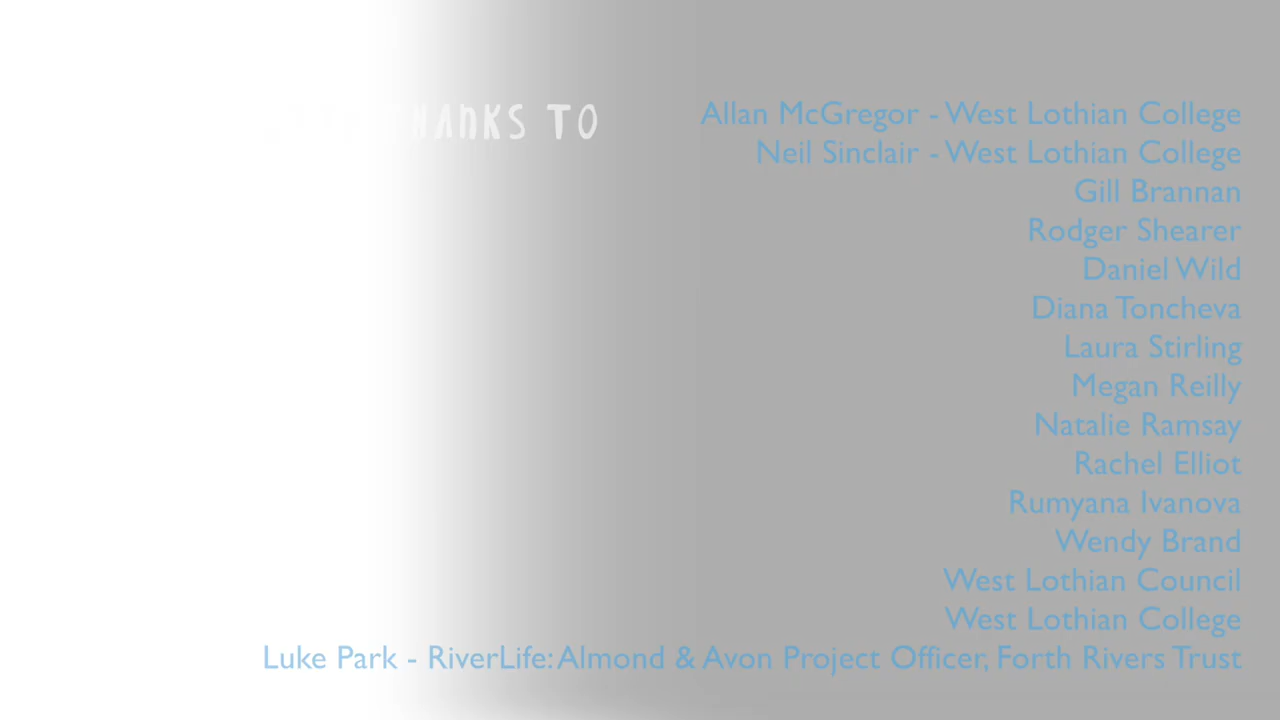 THANKS TO
Allan McGregor - West Lothian College
Neil Sinclair - West Lothian College
Gill Brannan
Rodger Shearer
Daniel Wild
Diana Toncheva
Laura Stirling
Megan Reilly
Natalie Ramsay
Rachel Elliot
Rumyana Ivanova
Wendy Brand
West Lothian Council
West Lothian College
Luke Park - RiverLife: Almond & Avon Project Officer, Forth Rivers Trust